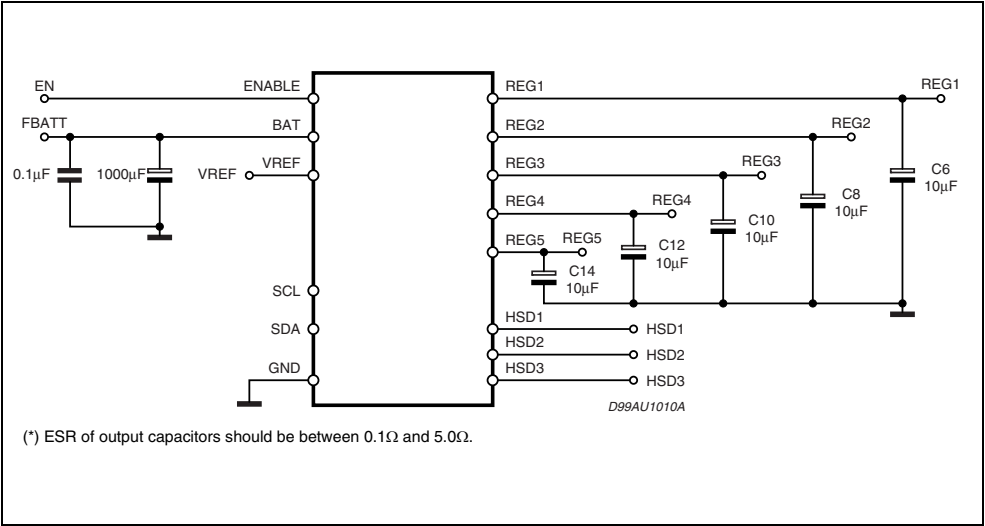 EN
ENABLE
FBATT
BAT
0.1μF
1000μF
VREF
VREF
SCL
SDA
GND
REG1
REG1
REG2
REG2
REG3
REG3
REG4
REG4
REG5
REG5
C6
10μF
C8
10μF
C10
10μF
C12
10μF
C14
10μF
HSD1
HSD1
HSD2
HSD2
HSD3
HSD3
D99AU1010A
(*) ESR of output capacitors should be between 0.1Ω and 5.0Ω.